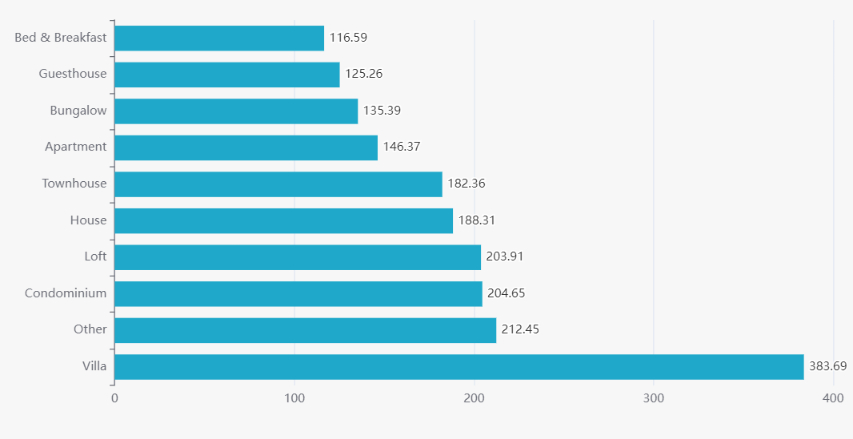 Bed & Breakfast 116.59
Guesthouse 125.26
Bungalow 135.39
Apartment 146.37
Townhouse 182.36
House 188.31
Loft 203.91
Condominium 204.65
Other 212.45
Villa 383.69
0 100 200 300 400